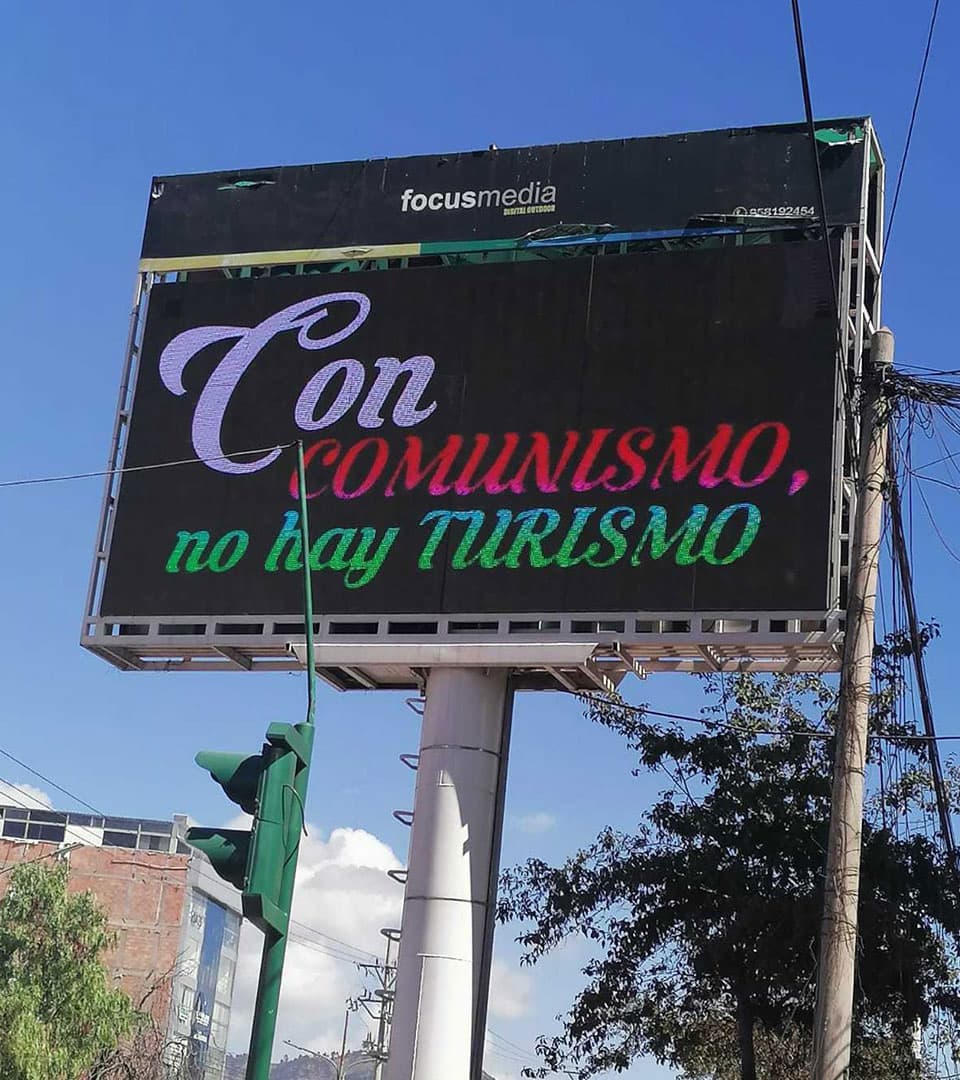 focusmedia
DIGITAL OUTDOOR
958192454
Con
COMUNISMO,
no hay TURISMO